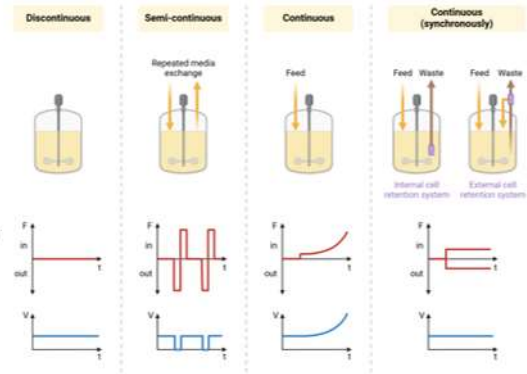 Discontinuous
Semi-continuous
Continuous
Continuous
(synchronously)
Repeated media
exchange
Feed
Feed Waste
Feed Waste
Internal cell
retention system
External cell
retention system
F
in
out
t
F
in
out
t
F
in
out
t
F
in
out
t
V
t
V
t
V
t
V
t